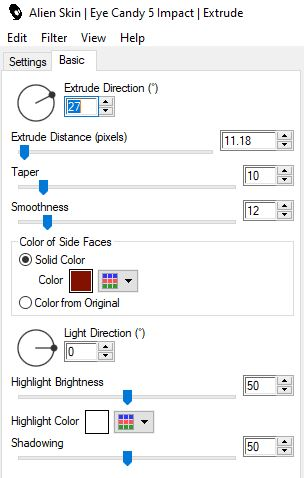 Alien Skin | Eye Candy 5 Impact | Extrude
Edit Filter View Help
Settings Basic
Extrude Direction (°)
27
Extrude Distance (pixels)
11.18
Taper
10
Smoothness
12
Color of Side Faces
Solid Color
Color
Color from Original
Light Direction (°)
0
Highlight Brightness
50
Highlight Color
Shadowing
50